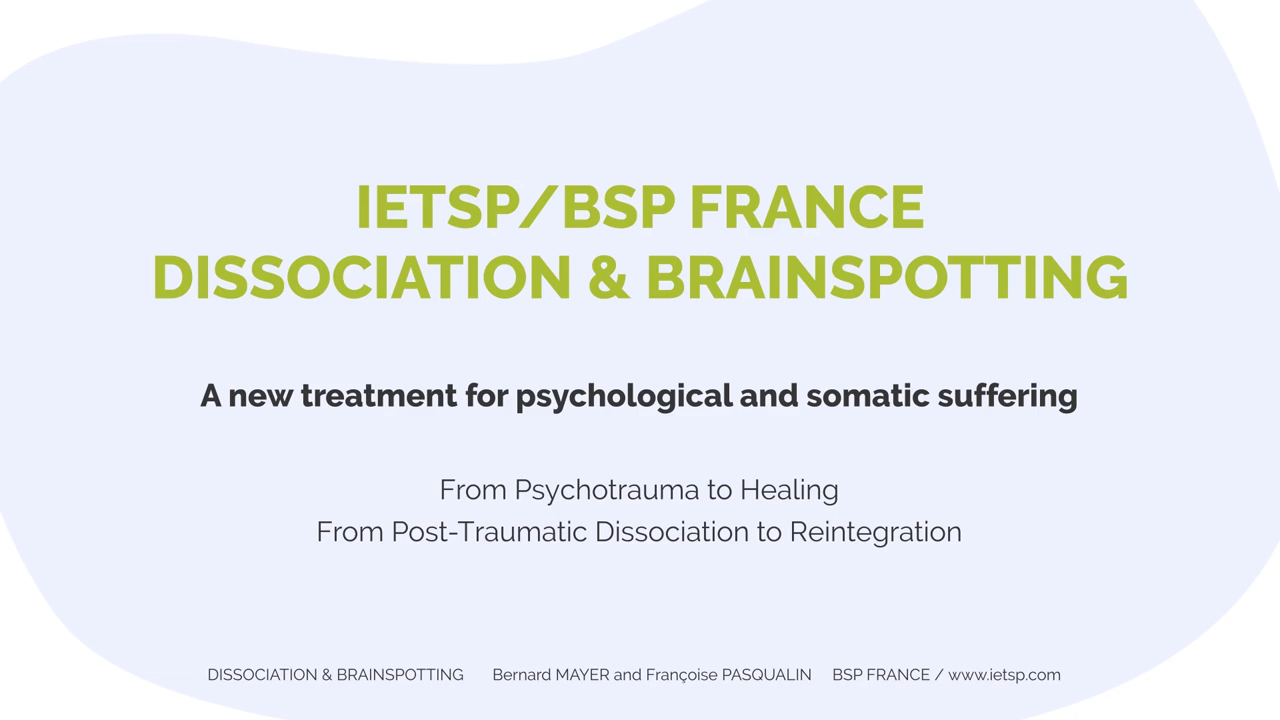 IETSP/BSP FRANCE
DISSOCIATION & BRAINSPOTTING
A new treatment for psychological and somatic suffering
From Psychotrauma to Healing
From Post-Traumatic Dissociation to Reintegration
DISSOCIATION & BRAINSPOTTING Bernard MAYER and Françoise PASQUALIN BSP FRANCE / www.ietsp.com